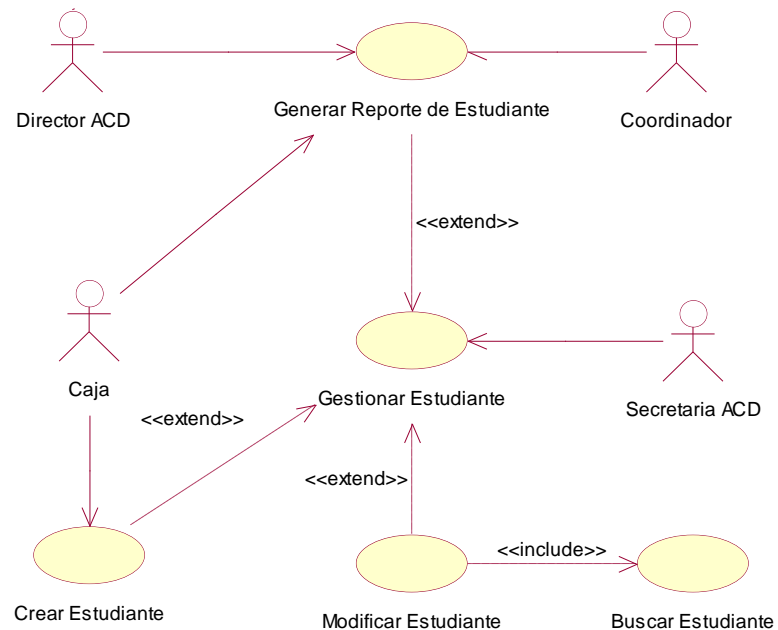 Director ACD
Generar Reporte de Estudiante
Coordinador
<<extend>>
Caja
Gestionar Estudiante
Secretaria ACD
<<extend>>
<<extend>>
<<include>>
Crear Estudiante
Modificar Estudiante
Buscar Estudiante